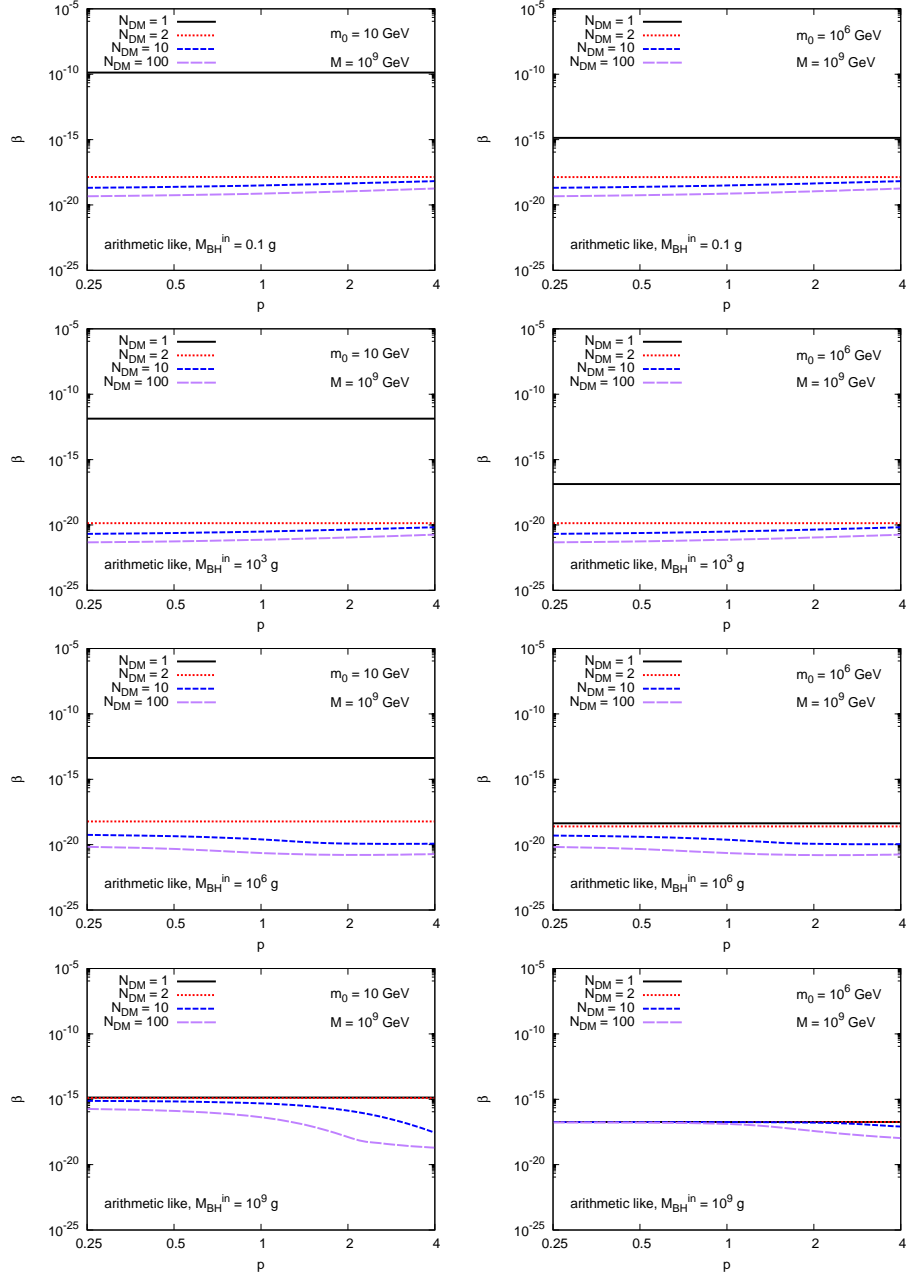 N_DM = 1
N_DM = 2
N_DM = 10
N_DM = 100
m_0 = 10 GeV
M = 10^9 GeV
10^-5
10^-10
10^-15
10^-20
10^-25
β
arithmetic like, M_BH^in = 0.1 g
0.25 0.5 1 2 4
p
N_DM = 1
N_DM = 2
N_DM = 10
N_DM = 100
m_0 = 10^6 GeV
M = 10^9 GeV
10^-5
10^-10
10^-15
10^-20
10^-25
β
arithmetic like, M_BH^in = 0.1 g
0.25 0.5 1 2 4
p
N_DM = 1
N_DM = 2
N_DM = 10
N_DM = 100
m_0 = 10 GeV
M = 10^9 GeV
10^-5
10^-10
10^-15
10^-20
10^-25
β
arithmetic like, M_BH^in = 10^3 g
0.25 0.5 1 2 4
p
N_DM = 1
N_DM = 2
N_DM = 10
N_DM = 100
m_0 = 10^6 GeV
M = 10^9 GeV
10^-5
10^-10
10^-15
10^-20
10^-25
β
arithmetic like, M_BH^in = 10^3 g
0.25 0.5 1 2 4
p
N_DM = 1
N_DM = 2
N_DM = 10
N_DM = 100
m_0 = 10 GeV
M = 10^9 GeV
10^-5
10^-10
10^-15
10^-20
10^-25
β
arithmetic like, M_BH^in = 10^6 g
0.25 0.5 1 2 4
p
N_DM = 1
N_DM = 2
N_DM = 10
N_DM = 100
m_0 = 10^6 GeV
M = 10^9 GeV
10^-5
10^-10
10^-15
10^-20
10^-25
β
arithmetic like, M_BH^in = 10^6 g
0.25 0.5 1 2 4
p
N_DM = 1
N_DM = 2
N_DM = 10
N_DM = 100
m_0 = 10 GeV
M = 10^9 GeV
10^-5
10^-10
10^-15
10^-20
10^-25
β
arithmetic like, M_BH^in = 10^9 g
0.25 0.5 1 2 4
p
N_DM = 1
N_DM = 2
N_DM = 10
N_DM = 100
m_0 = 10^6 GeV
M = 10^9 GeV
10^-5
10^-10
10^-15
10^-20
10^-25
β
arithmetic like, M_BH^in = 10^9 g
0.25 0.5 1 2 4
p